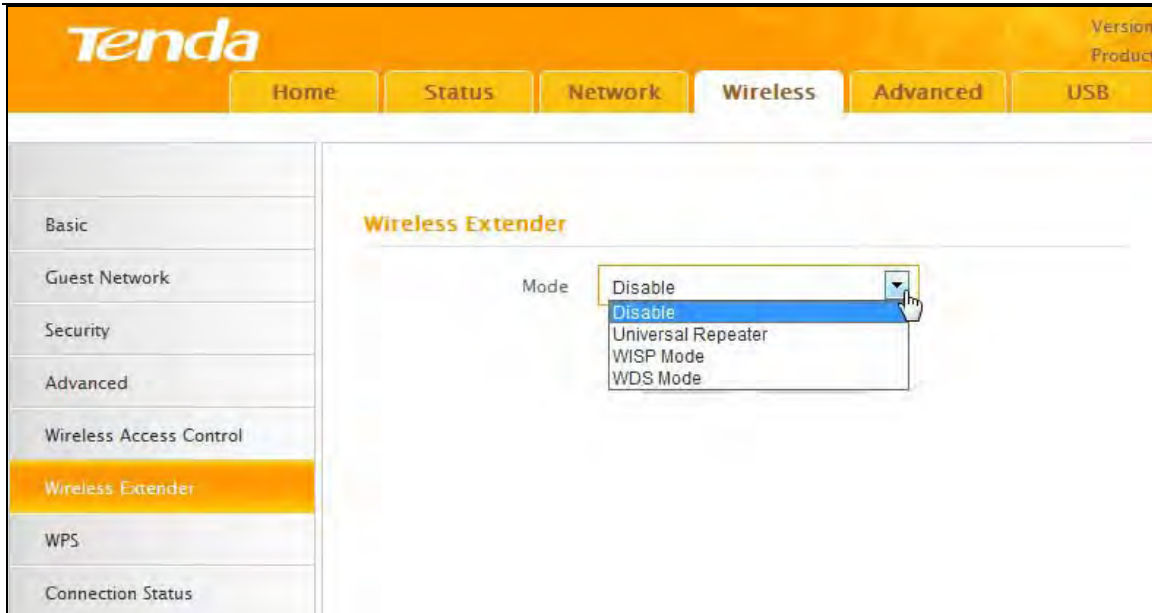 Tenda
Version
Product
Home Status Network Wireless Advanced USB
Basic
Guest Network
Security
Advanced
Wireless Access Control
Wireless Extender
WPS
Connection Status
Wireless Extender
Mode Disable
Disable
Universal Repeater
WISP Mode
WDS Mode